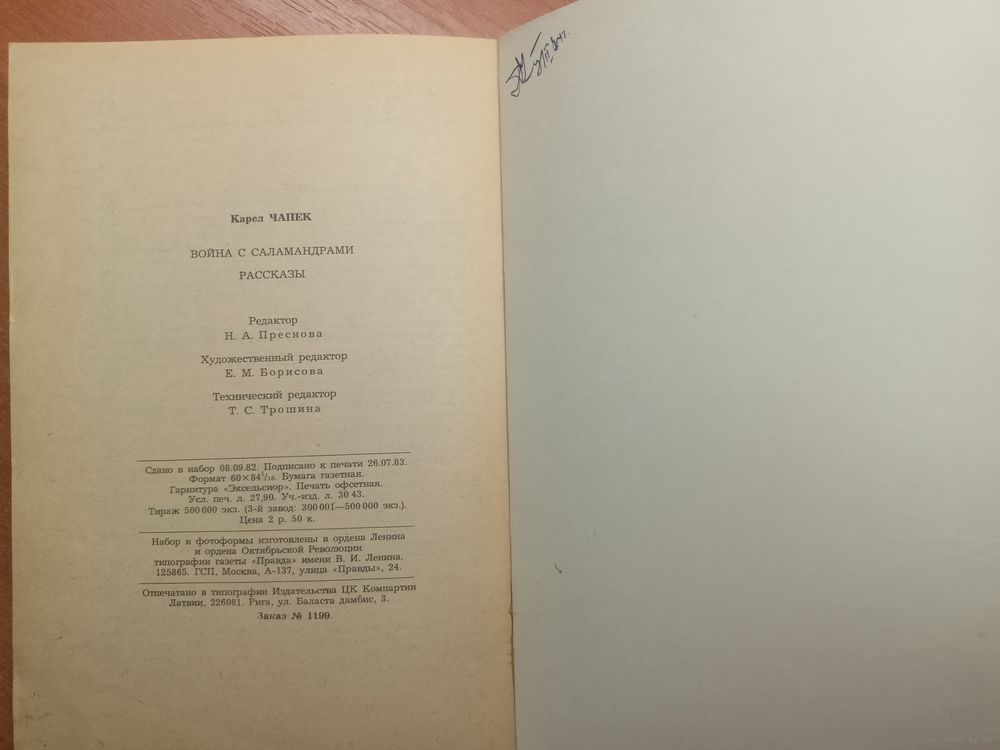 Карел ЧАПЕК
ВОЙНА С САЛАМАНДРАМИ
РАССКАЗЫ
Редактор
Н. А. Преснова
Художественный редактор
Е. М. Борисова
Технический редактор
Т. С. Трошина
Сдано в набор 08.09.82. Подписано к печати 26.07.83.
Формат 60×84¹/₁₆. Бумага газетная.
Гарнитура «Эксельсиор». Печать офсетная.
Усл. печ. л. 27,90. Уч.-изд. л. 30 43.
Тираж 500 000 экз. (3-й завод: 300 001—500 000 экз.).
Цена 2 р. 50 к.
Набор и фотоформы изготовлены в ордена Ленина
и ордена Октябрьской Революции
типографии газеты «Правда» имени В. И. Ленина.
125865. ГСП, Москва, А-137, улица «Правды», 24.
Отпечатано в типографии Издательства ЦК Компартии
Латвии, 226081. Рига, ул. Баласта дамбис, 3.
Заказ № 1199.